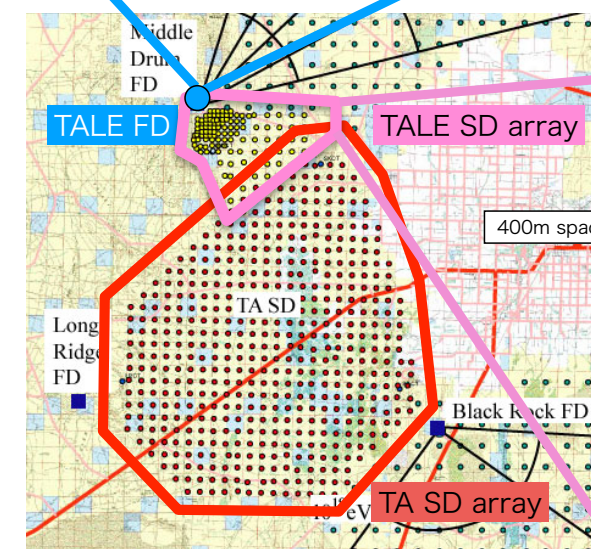 Middle
Drum
FD
TALE FD
TALE SD array
400m spac
TA SD
Long
Ridge
FD
Black Rock FD
eV
TA SD array